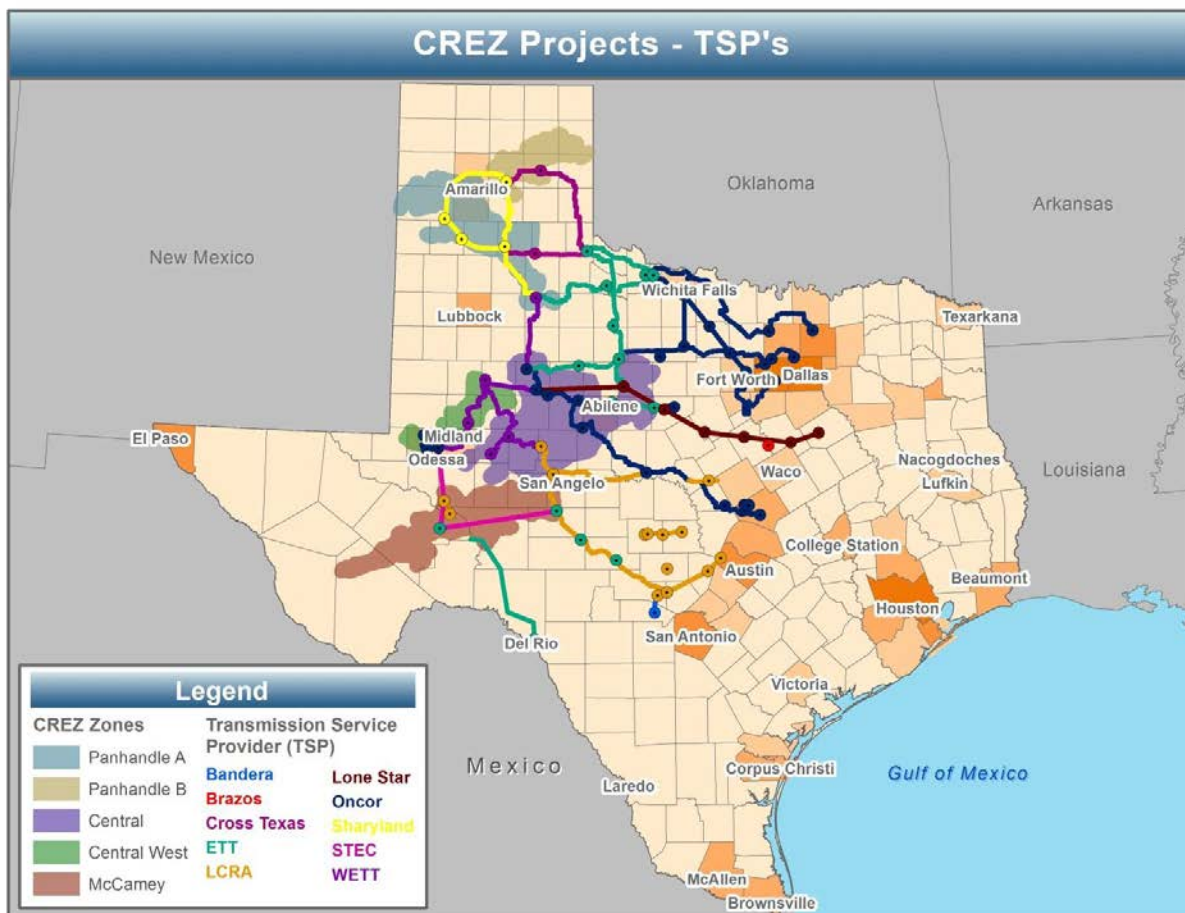 CREZ Projects - TSP's
Oklahoma
Arkansas
New Mexico
Amarillo
Wichita Falls
Lubbock
Texarkana
Fort Worth
Dallas
Abilene
El Paso
Midland
Odessa
Nacogdoches
Lufkin
Louisiana
Waco
San Angelo
College Station
Austin
Beaumont
Houston
San Antonio
Del Rio
Victoria
Mexico
Corpus Christi
Gulf of Mexico
Laredo
McAllen
Brownsville
Legend
CREZ Zones
Panhandle A
Panhandle B
Central
Central West
McCamey
Transmission Service
Provider (TSP)
Bandera
Brazos
Cross Texas
ETT
LCRA
Lone Star
Oncor
Sharyland
STEC
WETT